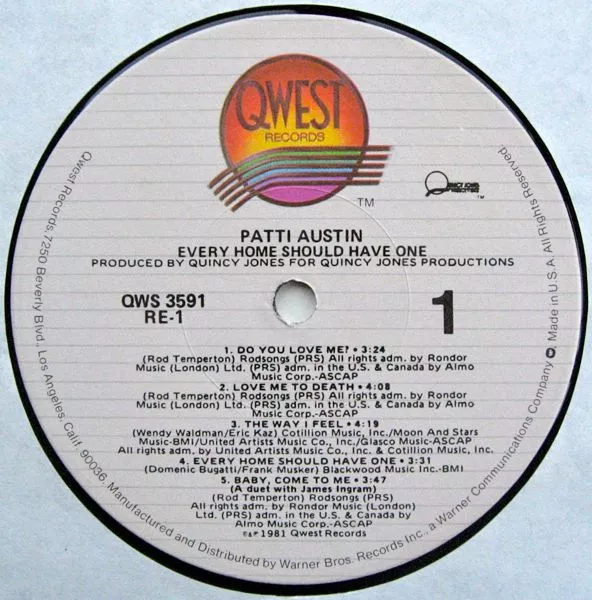 QWEST
RECORDS
™
QUINCY JONES
PRODUCTIONS
™
PATTI AUSTIN
EVERY HOME SHOULD HAVE ONE
PRODUCED BY QUINCY JONES FOR QUINCY JONES PRODUCTIONS
QWS 3591
RE-1
1
1. DO YOU LOVE ME? • 3:24
(Rod Temperton) Rodsongs (PRS) All rights adm. by Rondor
Music (London) Ltd. (PRS) adm. in the U.S. & Canada by Almo
Music Corp.-ASCAP
2. LOVE ME TO DEATH • 4:08
(Rod Temperton) Rodsongs (PRS) All rights adm. by Rondor
Music (London) Ltd. (PRS) adm. in the U.S. & Canada by Almo
Music Corp.-ASCAP
3. THE WAY I FEEL • 4:19
(Wendy Waldman/Eric Kaz) Cotillion Music, Inc./Moon And Stars
Music-BMI/United Artists Music Co., Inc./Glasco Music-ASCAP
All rights adm. by United Artists Music Co., Inc. & Cotillion Music, Inc.
4. EVERY HOME SHOULD HAVE ONE • 3:31
(Domenic Bugatti/Frank Musker) Blackwood Music Inc.-BMI
5. BABY, COME TO ME • 3:47
(A duet with James Ingram)
(Rod Temperton) Rodsongs (PRS)
All rights adm. by Rondor Music (London)
Ltd. (PRS) adm. in the U.S. & Canada by
Almo Music Corp.-ASCAP
©&℗ 1981 Qwest Records
Qwest Records, 7250 Beverly Blvd. Los Angeles, Calif. 90036, Manufactured and Distributed by Warner Bros. Records Inc., a Warner Communications Company. Made in U.S.A. All Rights Reserved.